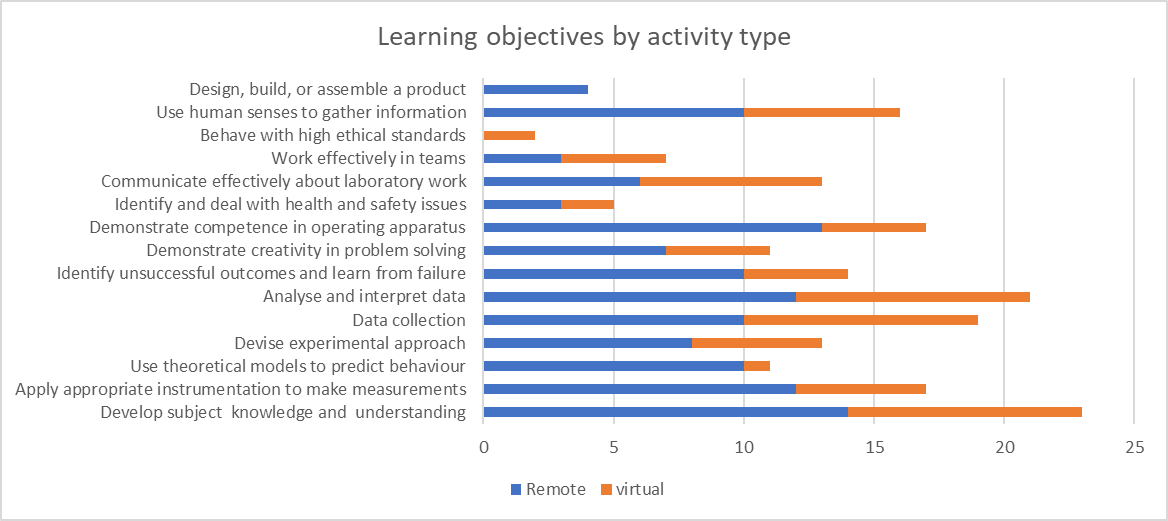 Learning objectives by activity type
Design, build, or assemble a product
Use human senses to gather information
Behave with high ethical standards
Work effectively in teams
Communicate effectively about laboratory work
Identify and deal with health and safety issues
Demonstrate competence in operating apparatus
Demonstrate creativity in problem solving
Identify unsuccessful outcomes and learn from failure
Analyse and interpret data
Data collection
Devise experimental approach
Use theoretical models to predict behaviour
Apply appropriate instrumentation to make measurements
Develop subject  knowledge and  understanding
0 5 10 15 20 25
Remote virtual